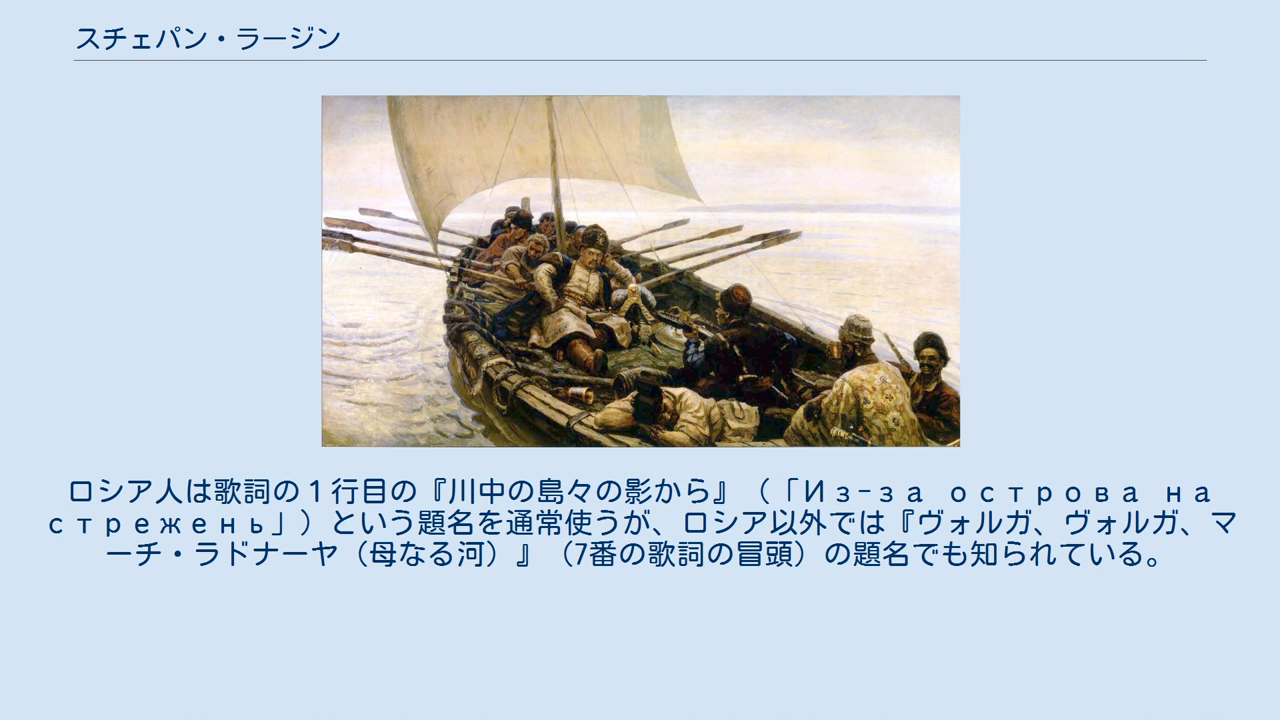 スチェパン・ラージン
ロシア人は歌詞の１行目の『川中の島々の影から』（「Из-за острова на
стрежень」）という題名を通常使うが、ロシア以外では『ヴォルガ、ヴォルガ、マ
ーチ・ラドナーヤ（母なる河）』（7番の歌詞の冒頭）の題名でも知られている。